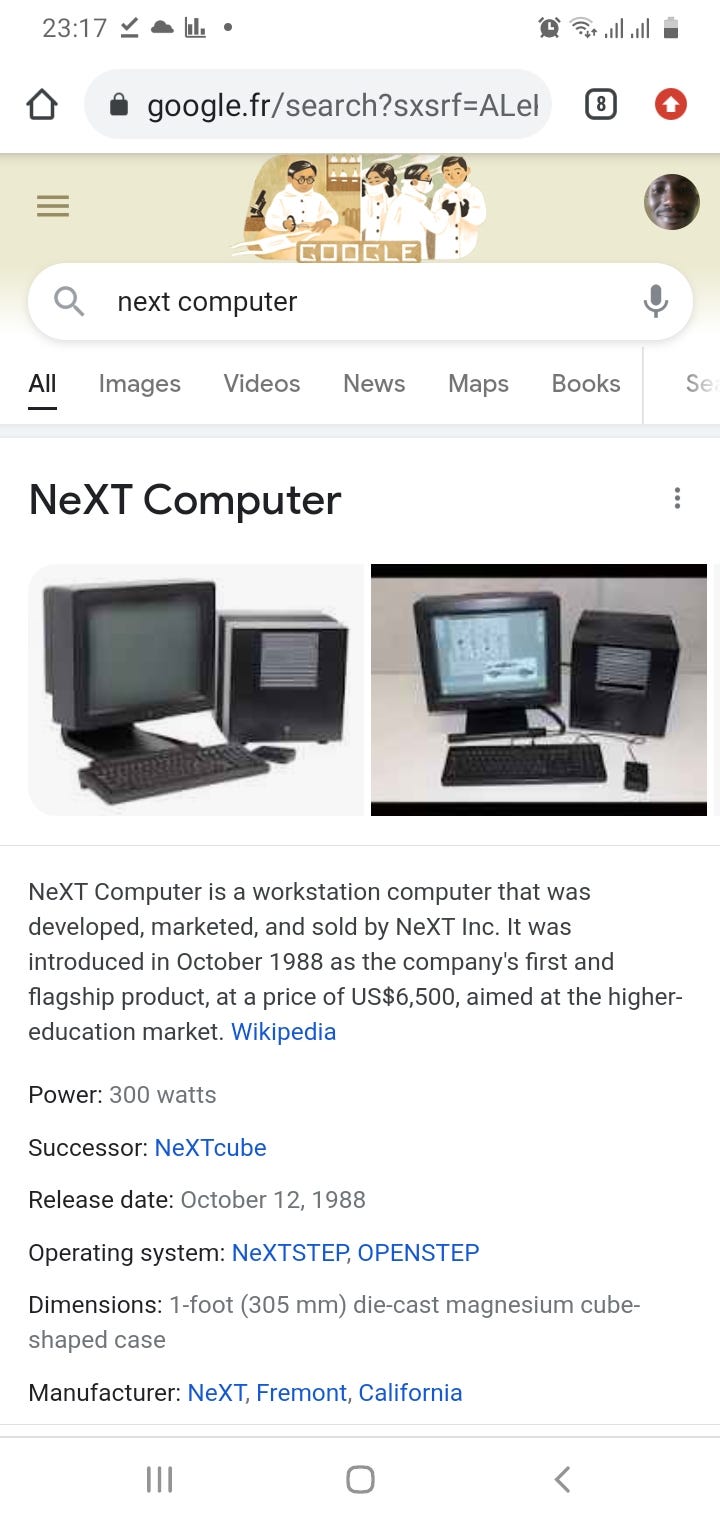 23:17
google.fr/search?sxsrf=ALe
8
GOOGLE
next computer
All Images Videos News Maps Books Sea
NeXT Computer
NeXT Computer is a workstation computer that was
developed, marketed, and sold by NeXT Inc. It was
introduced in October 1988 as the company's first and
flagship product, at a price of US$6,500, aimed at the higher-
education market. Wikipedia
Power: 300 watts
Successor: NeXTcube
Release date: October 12, 1988
Operating system: NeXTSTEP, OPENSTEP
Dimensions: 1-foot (305 mm) die-cast magnesium cube-
shaped case
Manufacturer: NeXT, Fremont, California